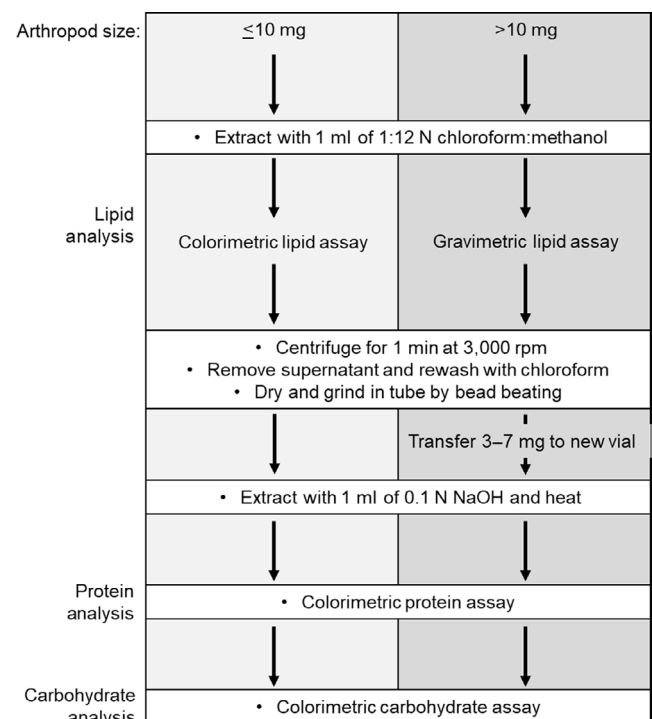 Arthropod size:
≤10 mg
>10 mg
• Extract with 1 ml of 1:12 N chloroform:methanol
Lipid
analysis
Colorimetric lipid assay
Gravimetric lipid assay
• Centrifuge for 1 min at 3,000 rpm
• Remove supernatant and rewash with chloroform
• Dry and grind in tube by bead beating
Transfer 3–7 mg to new vial
• Extract with 1 ml of 0.1 N NaOH and heat
Protein
analysis
• Colorimetric protein assay
Carbohydrate
analysis
• Colorimetric carbohydrate assay